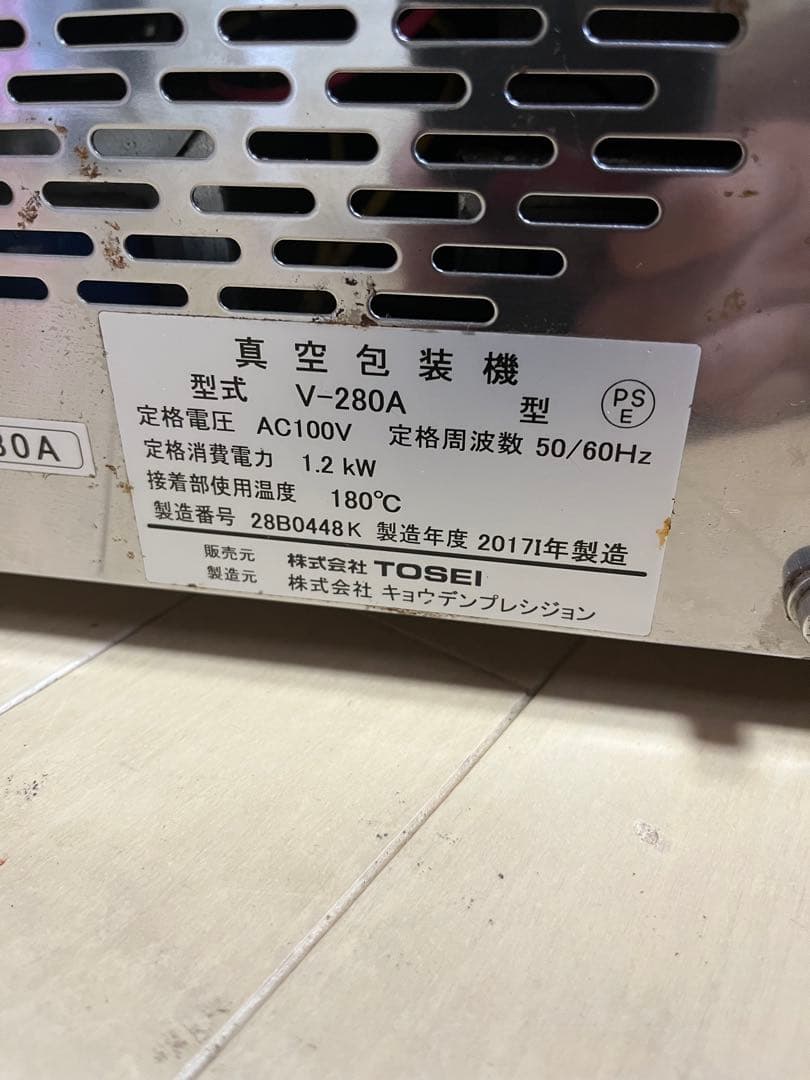 真空包装機
型式 V-280A 型
PS
E
定格電圧 AC100V 定格周波数 50/60Hz
定格消費電力 1.2 kW
接着部使用温度 180℃
製造番号 28B0448K 製造年度 2017I年製造
販売元 株式会社 TOSEI
製造元 株式会社 キョウデンプレシジョン
80A